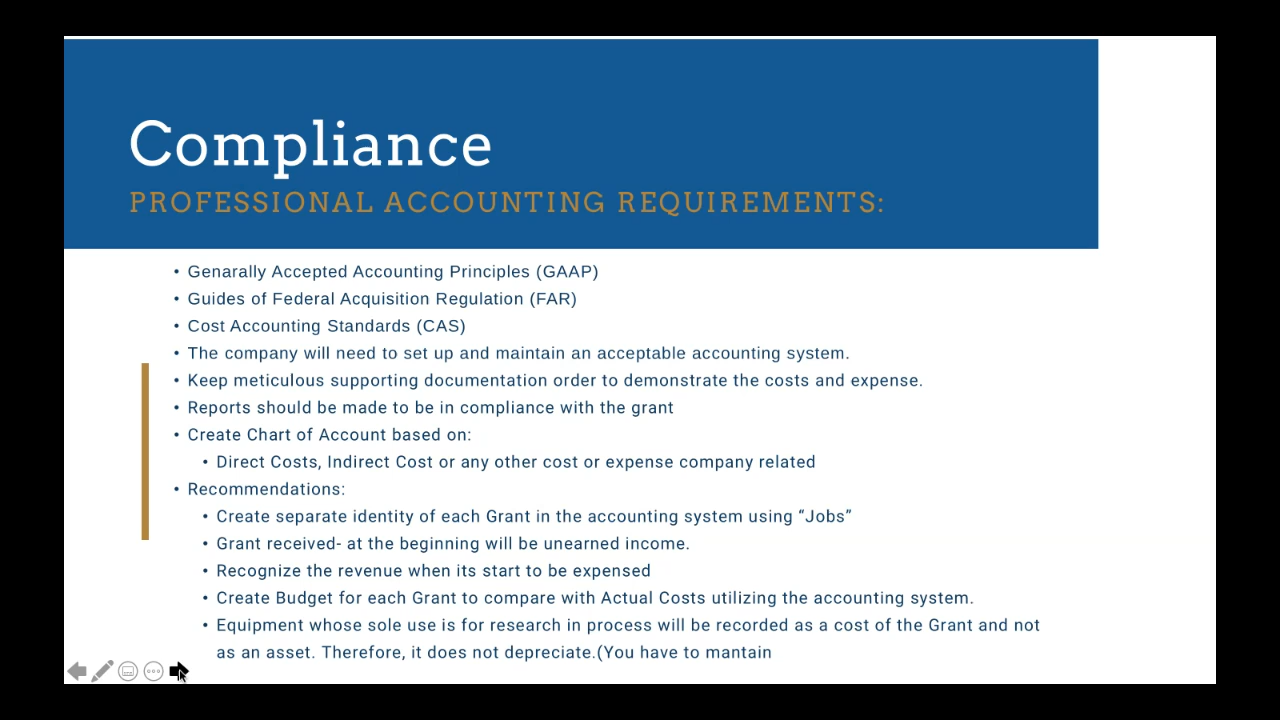 Compliance
PROFESSIONAL ACCOUNTING REQUIREMENTS:
• Genarally Accepted Accounting Principles (GAAP)
• Guides of Federal Acquisition Regulation (FAR)
• Cost Accounting Standards (CAS)
• The company will need to set up and maintain an acceptable accounting system.
• Keep meticulous supporting documentation order to demonstrate the costs and expense.
• Reports should be made to be in compliance with the grant
• Create Chart of Account based on:
• Direct Costs, Indirect Cost or any other cost or expense company related
• Recommendations:
• Create separate identity of each Grant in the accounting system using “Jobs”
• Grant received- at the beginning will be unearned income.
• Recognize the revenue when its start to be expensed
• Create Budget for each Grant to compare with Actual Costs utilizing the accounting system.
• Equipment whose sole use is for research in process will be recorded as a cost of the Grant and not
as an asset. Therefore, it does not depreciate.(You have to mantain